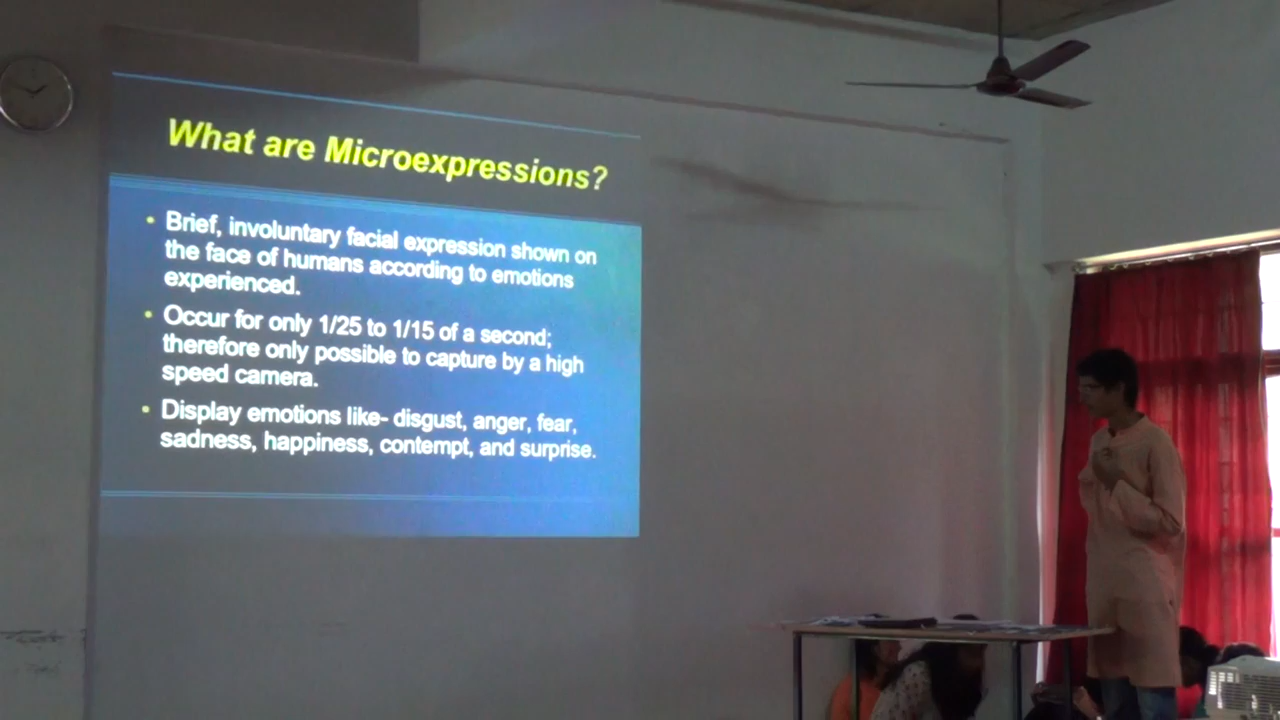 What are Microexpressions?
• Brief, involuntary facial expression shown on
the face of humans according to emotions
experienced.
• Occur for only 1/25 to 1/15 of a second;
therefore only possible to capture by a high
speed camera.
• Display emotions like- disgust, anger, fear,
sadness, happiness, contempt, and surprise.